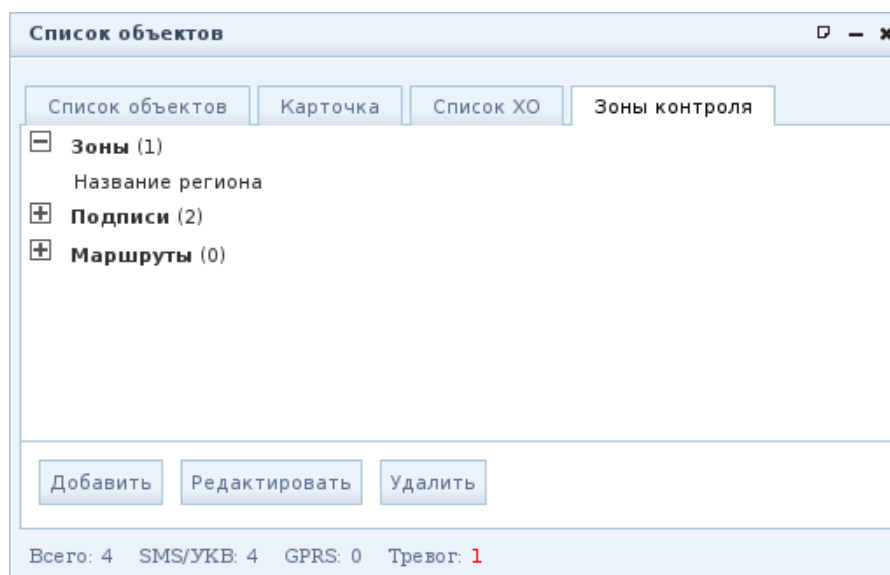 Список объектов
Список объектов Карточка Список ХО Зоны контроля
Зоны (1)
Название региона
Подписи (2)
Маршруты (0)
Добавить Редактировать Удалить
Всего: 4 SMS/УКВ: 4 GPRS: 0 Тревог: 1